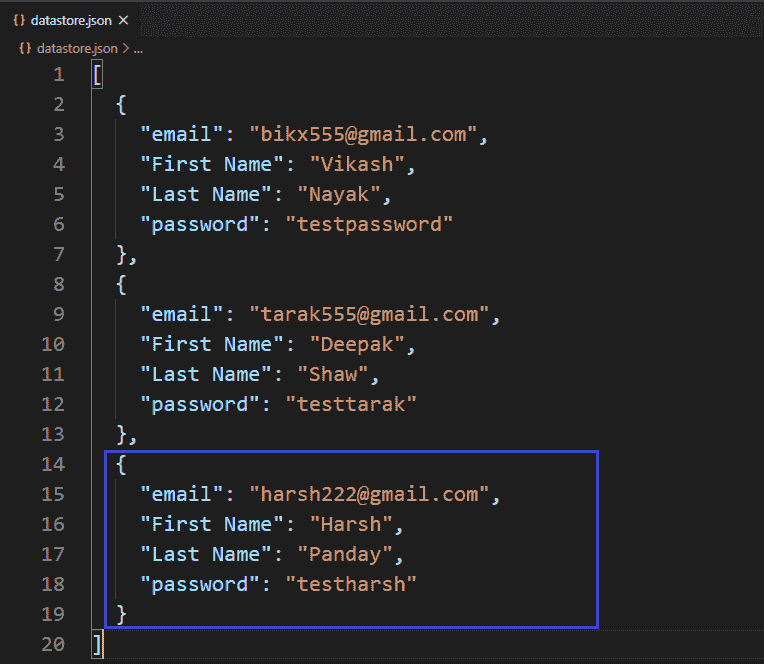 {} datastore.json ×
{} datastore.json > ...
1 [
2 {
3 "email": "bikx555@gmail.com",
4 "First Name": "Vikash",
5 "Last Name": "Nayak",
6 "password": "testpassword"
7 },
8 {
9 "email": "tarak555@gmail.com",
10 "First Name": "Deepak",
11 "Last Name": "Shaw",
12 "password": "testtarak"
13 },
14 {
15 "email": "harsh222@gmail.com",
16 "First Name": "Harsh",
17 "Last Name": "Panday",
18 "password": "testharsh"
19 }
20 ]